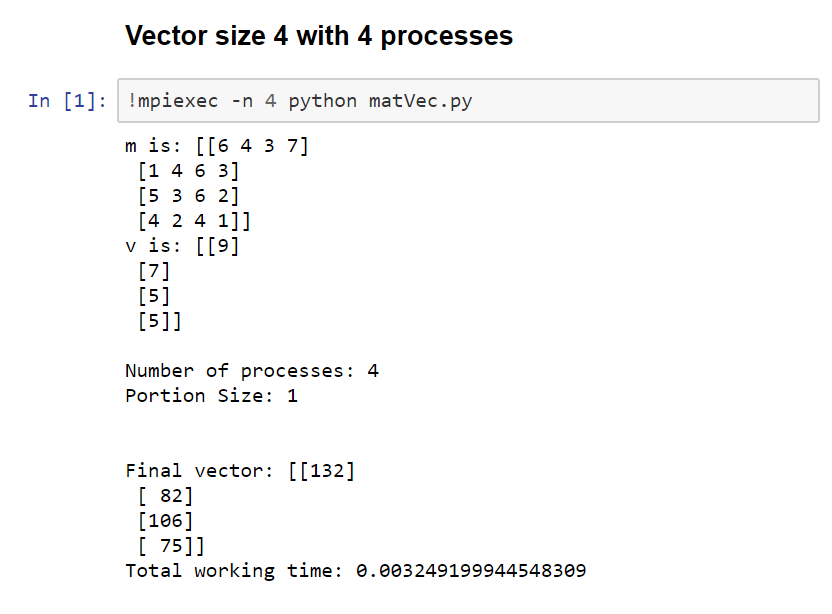 Vector size 4 with 4 processes
In [1]: !mpiexec -n 4 python matVec.py
m is: [[6 4 3 7]
 [1 4 6 3]
 [5 3 6 2]
 [4 2 4 1]]
v is: [[9]
 [7]
 [5]
 [5]]
Number of processes: 4
Portion Size: 1
Final vector: [[132]
 [ 82]
 [106]
 [ 75]]
Total working time: 0.003249199944548309